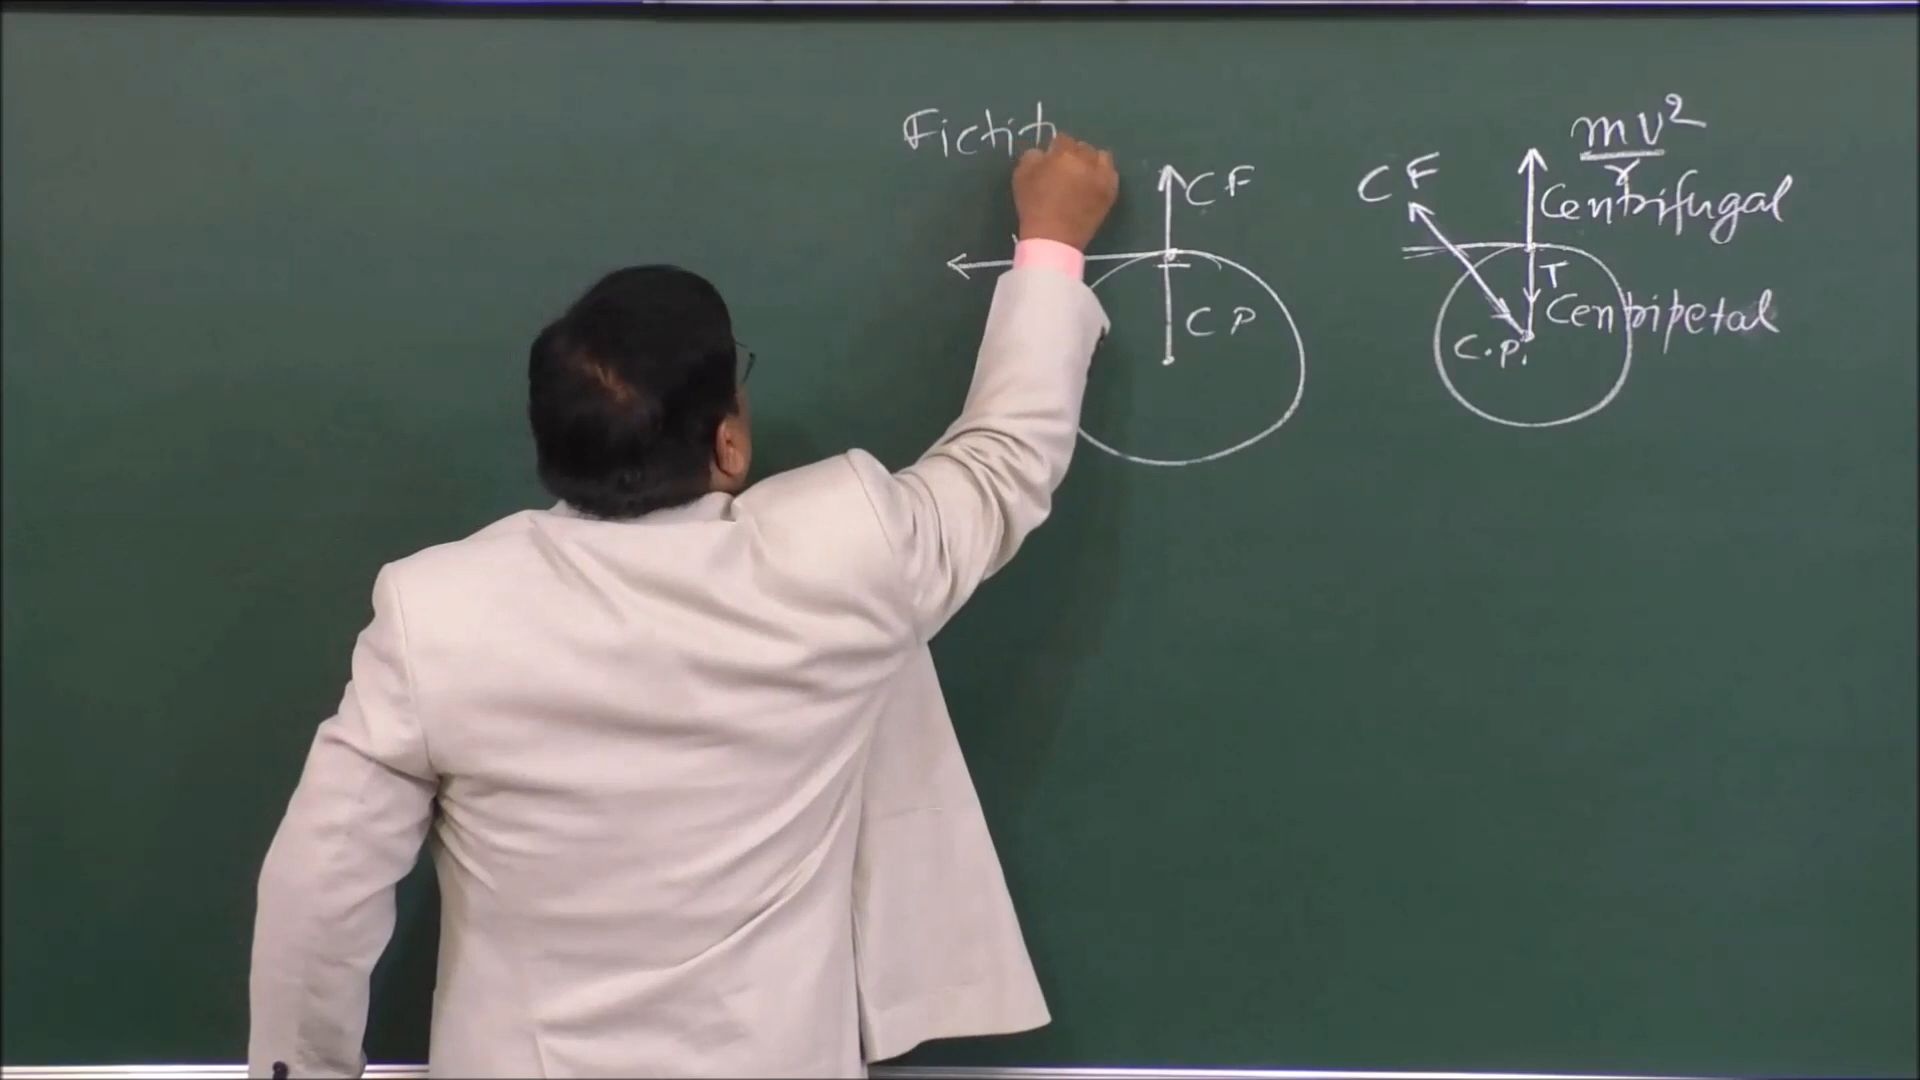 Fictit
CF
CP
mv²
r
CF
Centrifugal
T
Centripetal
C.P.